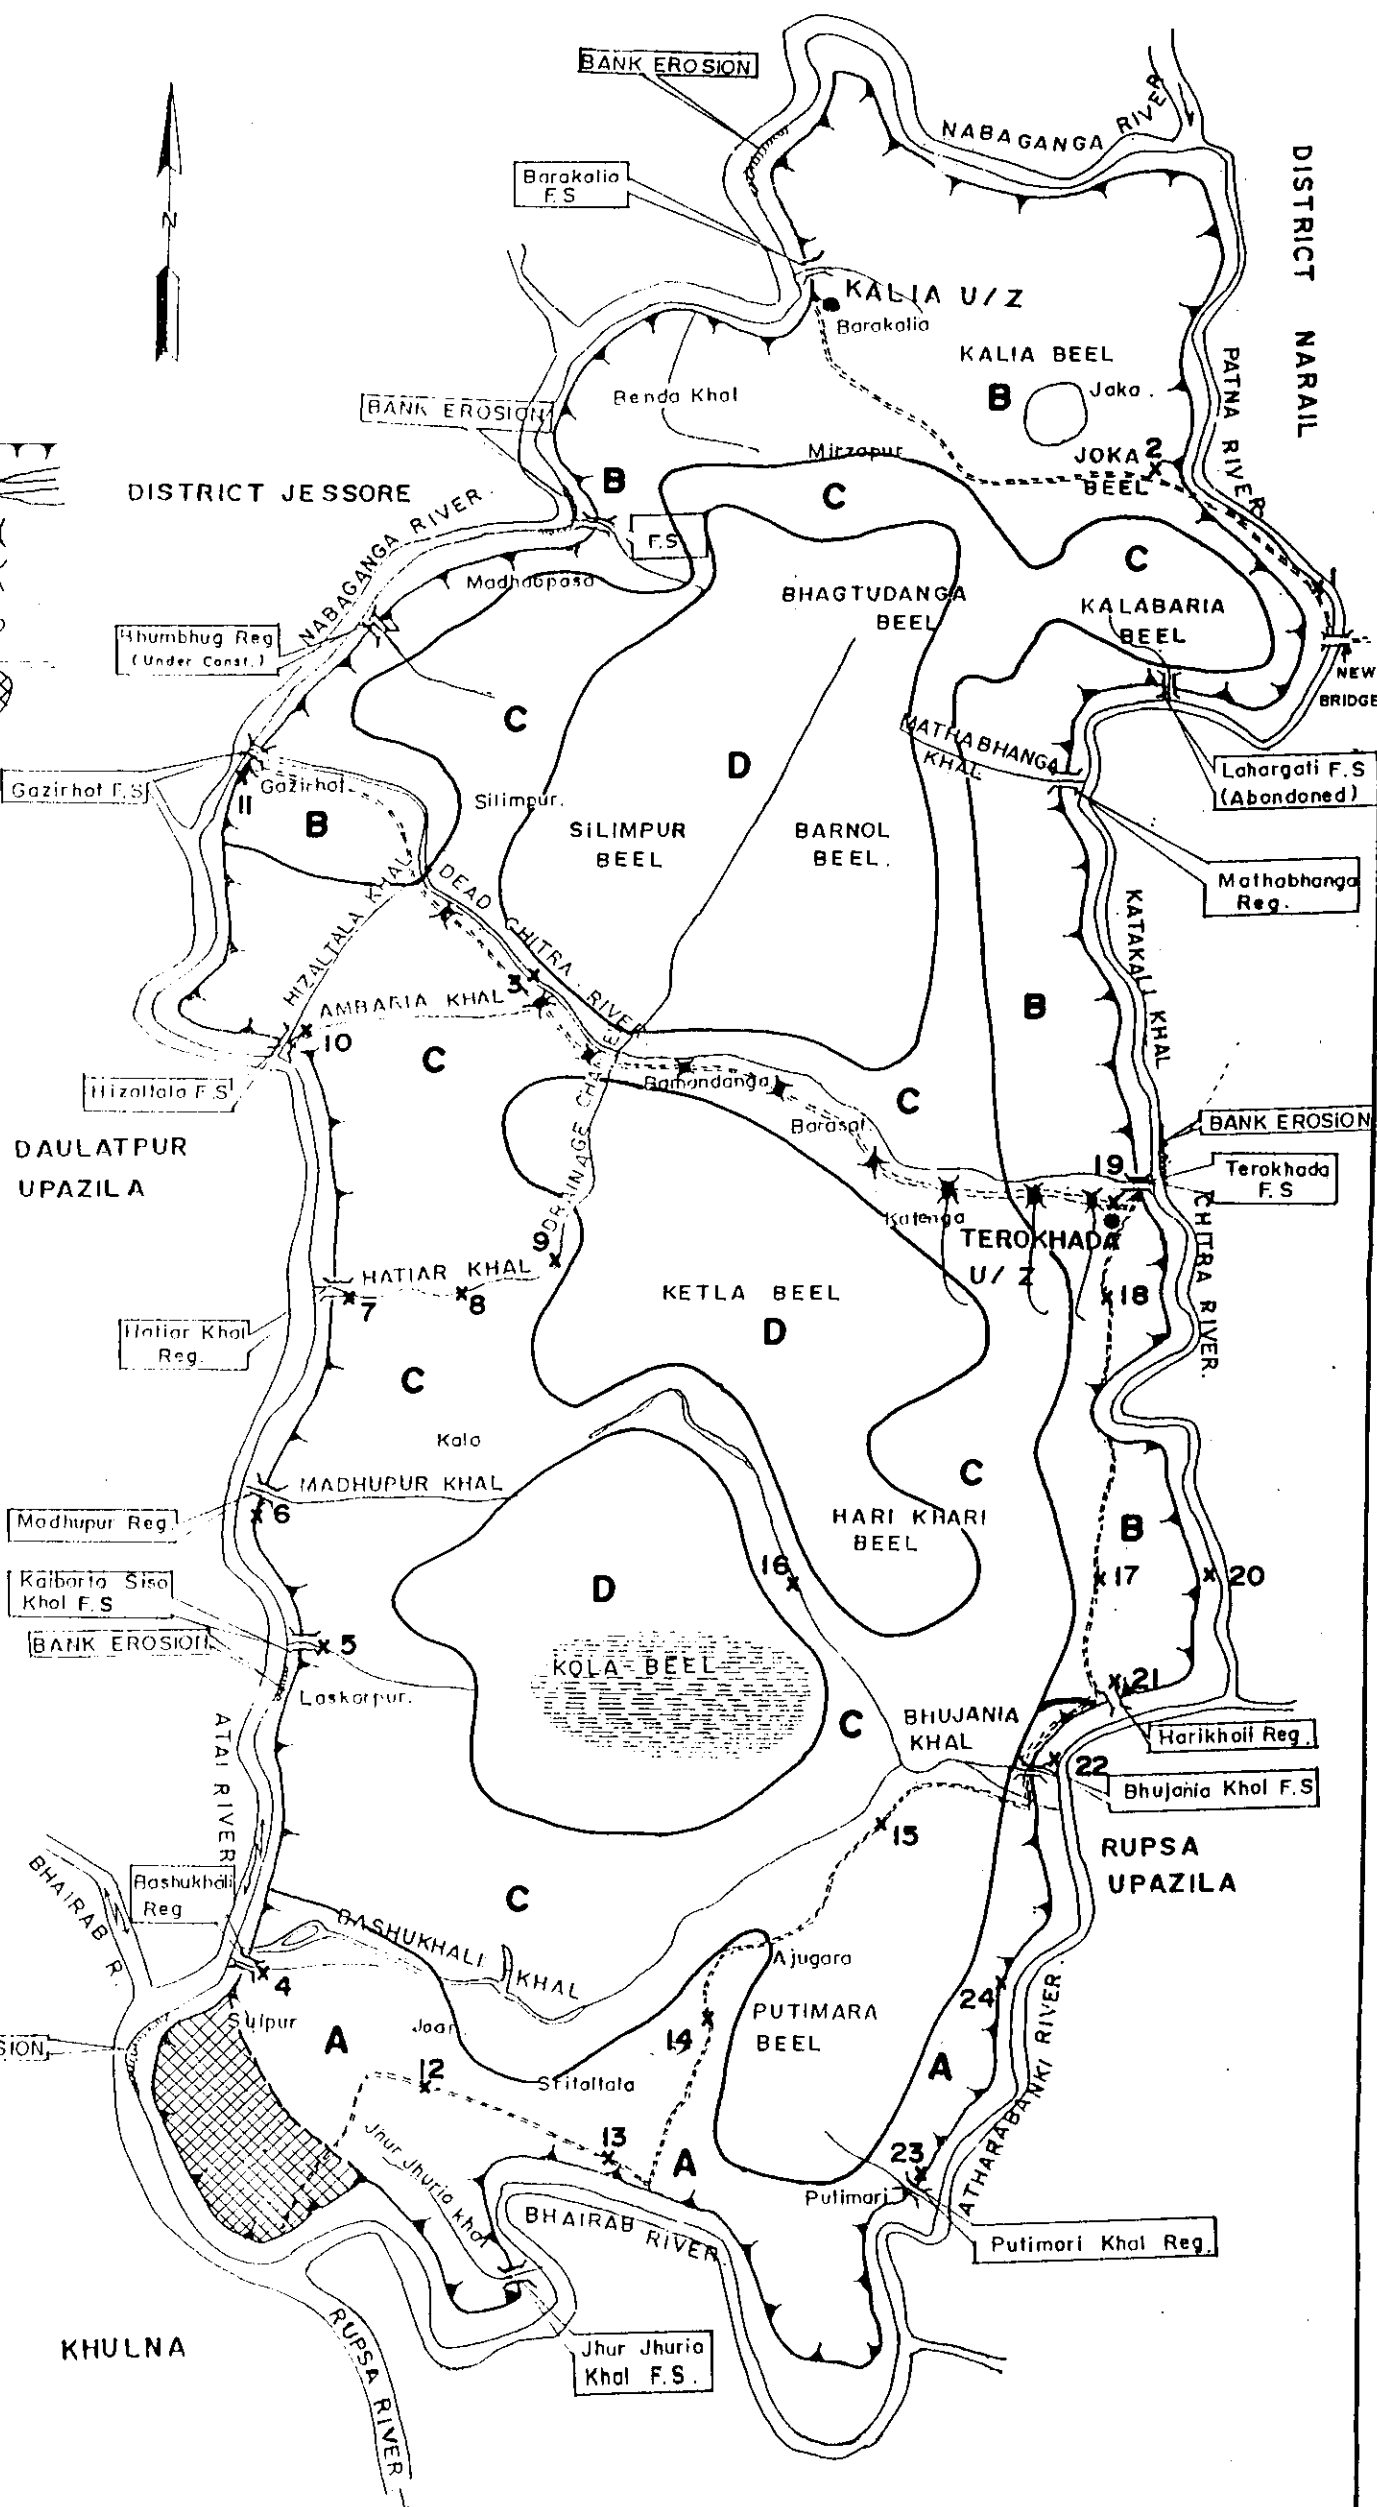 BANK EROSION
NABAGANGA RIVER
DISTRICT NARAIL
Barakalia
F.S
N
KALIA U/Z
Barakalia
KALIA BEEL
B
Jaka.
PATNA RIVER
Benda Khal
BANK EROSION
Mirzapur
JOKA
BEEL
2
B
C
DISTRICT JESSORE
NABAGANGA RIVER.
F.S
C
Madhabpasa
BHAGTUDANGA
BEEL
KALABARIA
BEEL
1
Bhumbhug Reg
(Under Const.)
NEW
BRIDGE
C
MATHABHANGA
KHAL
D
Lahargati F.S
(Abandoned)
Gazirhat F.S
Gazirhat
11
B
Silimpur.
SILIMPUR
BEEL
BARNOL
BEEL.
Mathabhanga
Reg.
HIZALTALA KHAL
DEAD CHITRA RIVER
KATAKALI KHAL
3
AMBARIA KHAL
B
10
C
Hizaltala F.S
Bamandanga
C
Barasat
BANK EROSION
DAULATPUR
UPAZILA
DRAINAGE CHANNEL
19
Terokhada
F.S
Katenga
TEROKHADA
U/Z
CHITRA RIVER.
9
HATIAR KHAL
7
8
KETLA BEEL
D
18
Hatiar Khal
Reg.
C
Kola
C
MADHUPUR KHAL
Madhupur Reg.
6
HARI KHARI
BEEL
B
16
17
20
Kaiborta Siso
Khal F.S
D
BANK EROSION
5
KOLA BEEL
Laskarpur.
21
ATAI RIVER
C
BHUJANIA
KHAL
Harikhali Reg.
22
Bhujania Khal F.S
15
RUPSA
UPAZILA
BHAIRAB R.
Bashukhali
Reg
C
BASHUKHALI KHAL
Ajugara
4
24
Sulpur
A
14
PUTIMARA
BEEL
SION
A
12
ATHARABANKI RIVER.
Jhur Jhuria khal
13
A
23
Putimari
BHAIRAB RIVER.
Putimari Khal Reg.
KHULNA
RUPSA RIVER
Jhur Jhuria
Khal F.S.